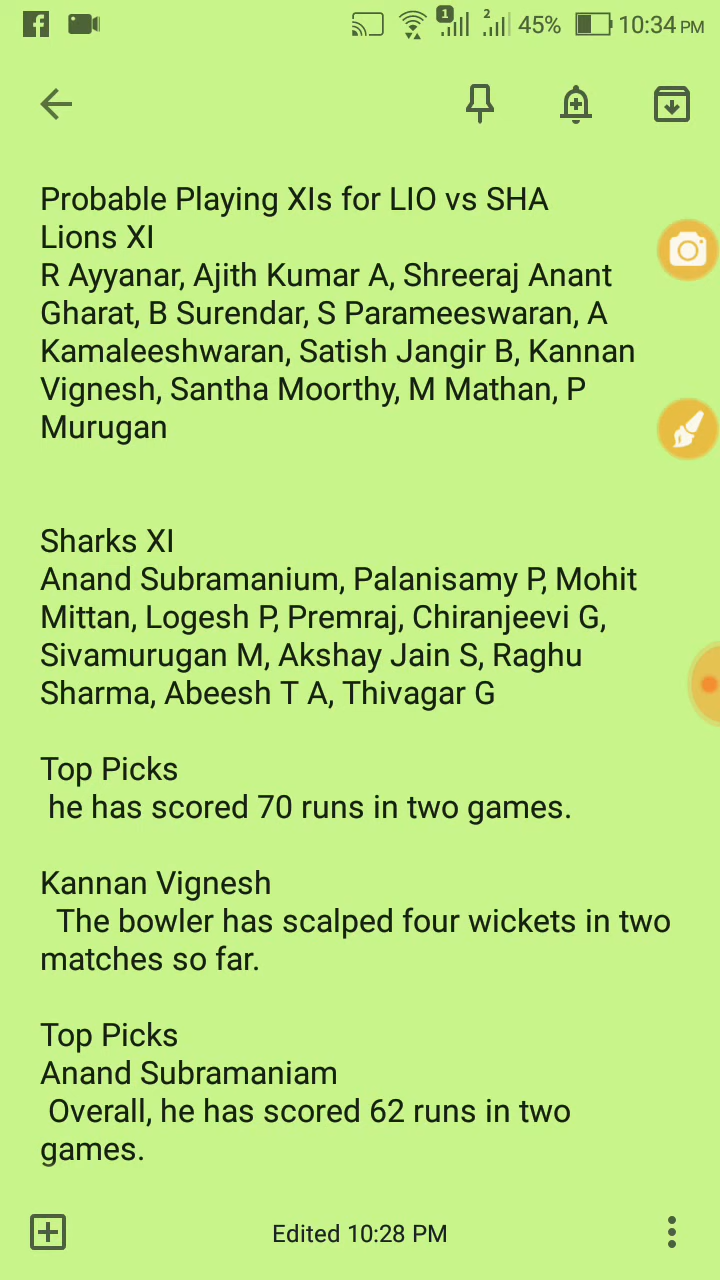 1 2 45% 10:34 PM
Probable Playing XIs for LIO vs SHA
Lions XI
R Ayyanar, Ajith Kumar A, Shreeraj Anant
Gharat, B Surendar, S Parameeswaran, A
Kamaleeshwaran, Satish Jangir B, Kannan
Vignesh, Santha Moorthy, M Mathan, P
Murugan
Sharks XI
Anand Subramanium, Palanisamy P, Mohit
Mittan, Logesh P, Premraj, Chiranjeevi G,
Sivamurugan M, Akshay Jain S, Raghu
Sharma, Abeesh T A, Thivagar G
Top Picks
he has scored 70 runs in two games.
Kannan Vignesh
The bowler has scalped four wickets in two
matches so far.
Top Picks
Anand Subramaniam
Overall, he has scored 62 runs in two
games.
Edited 10:28 PM